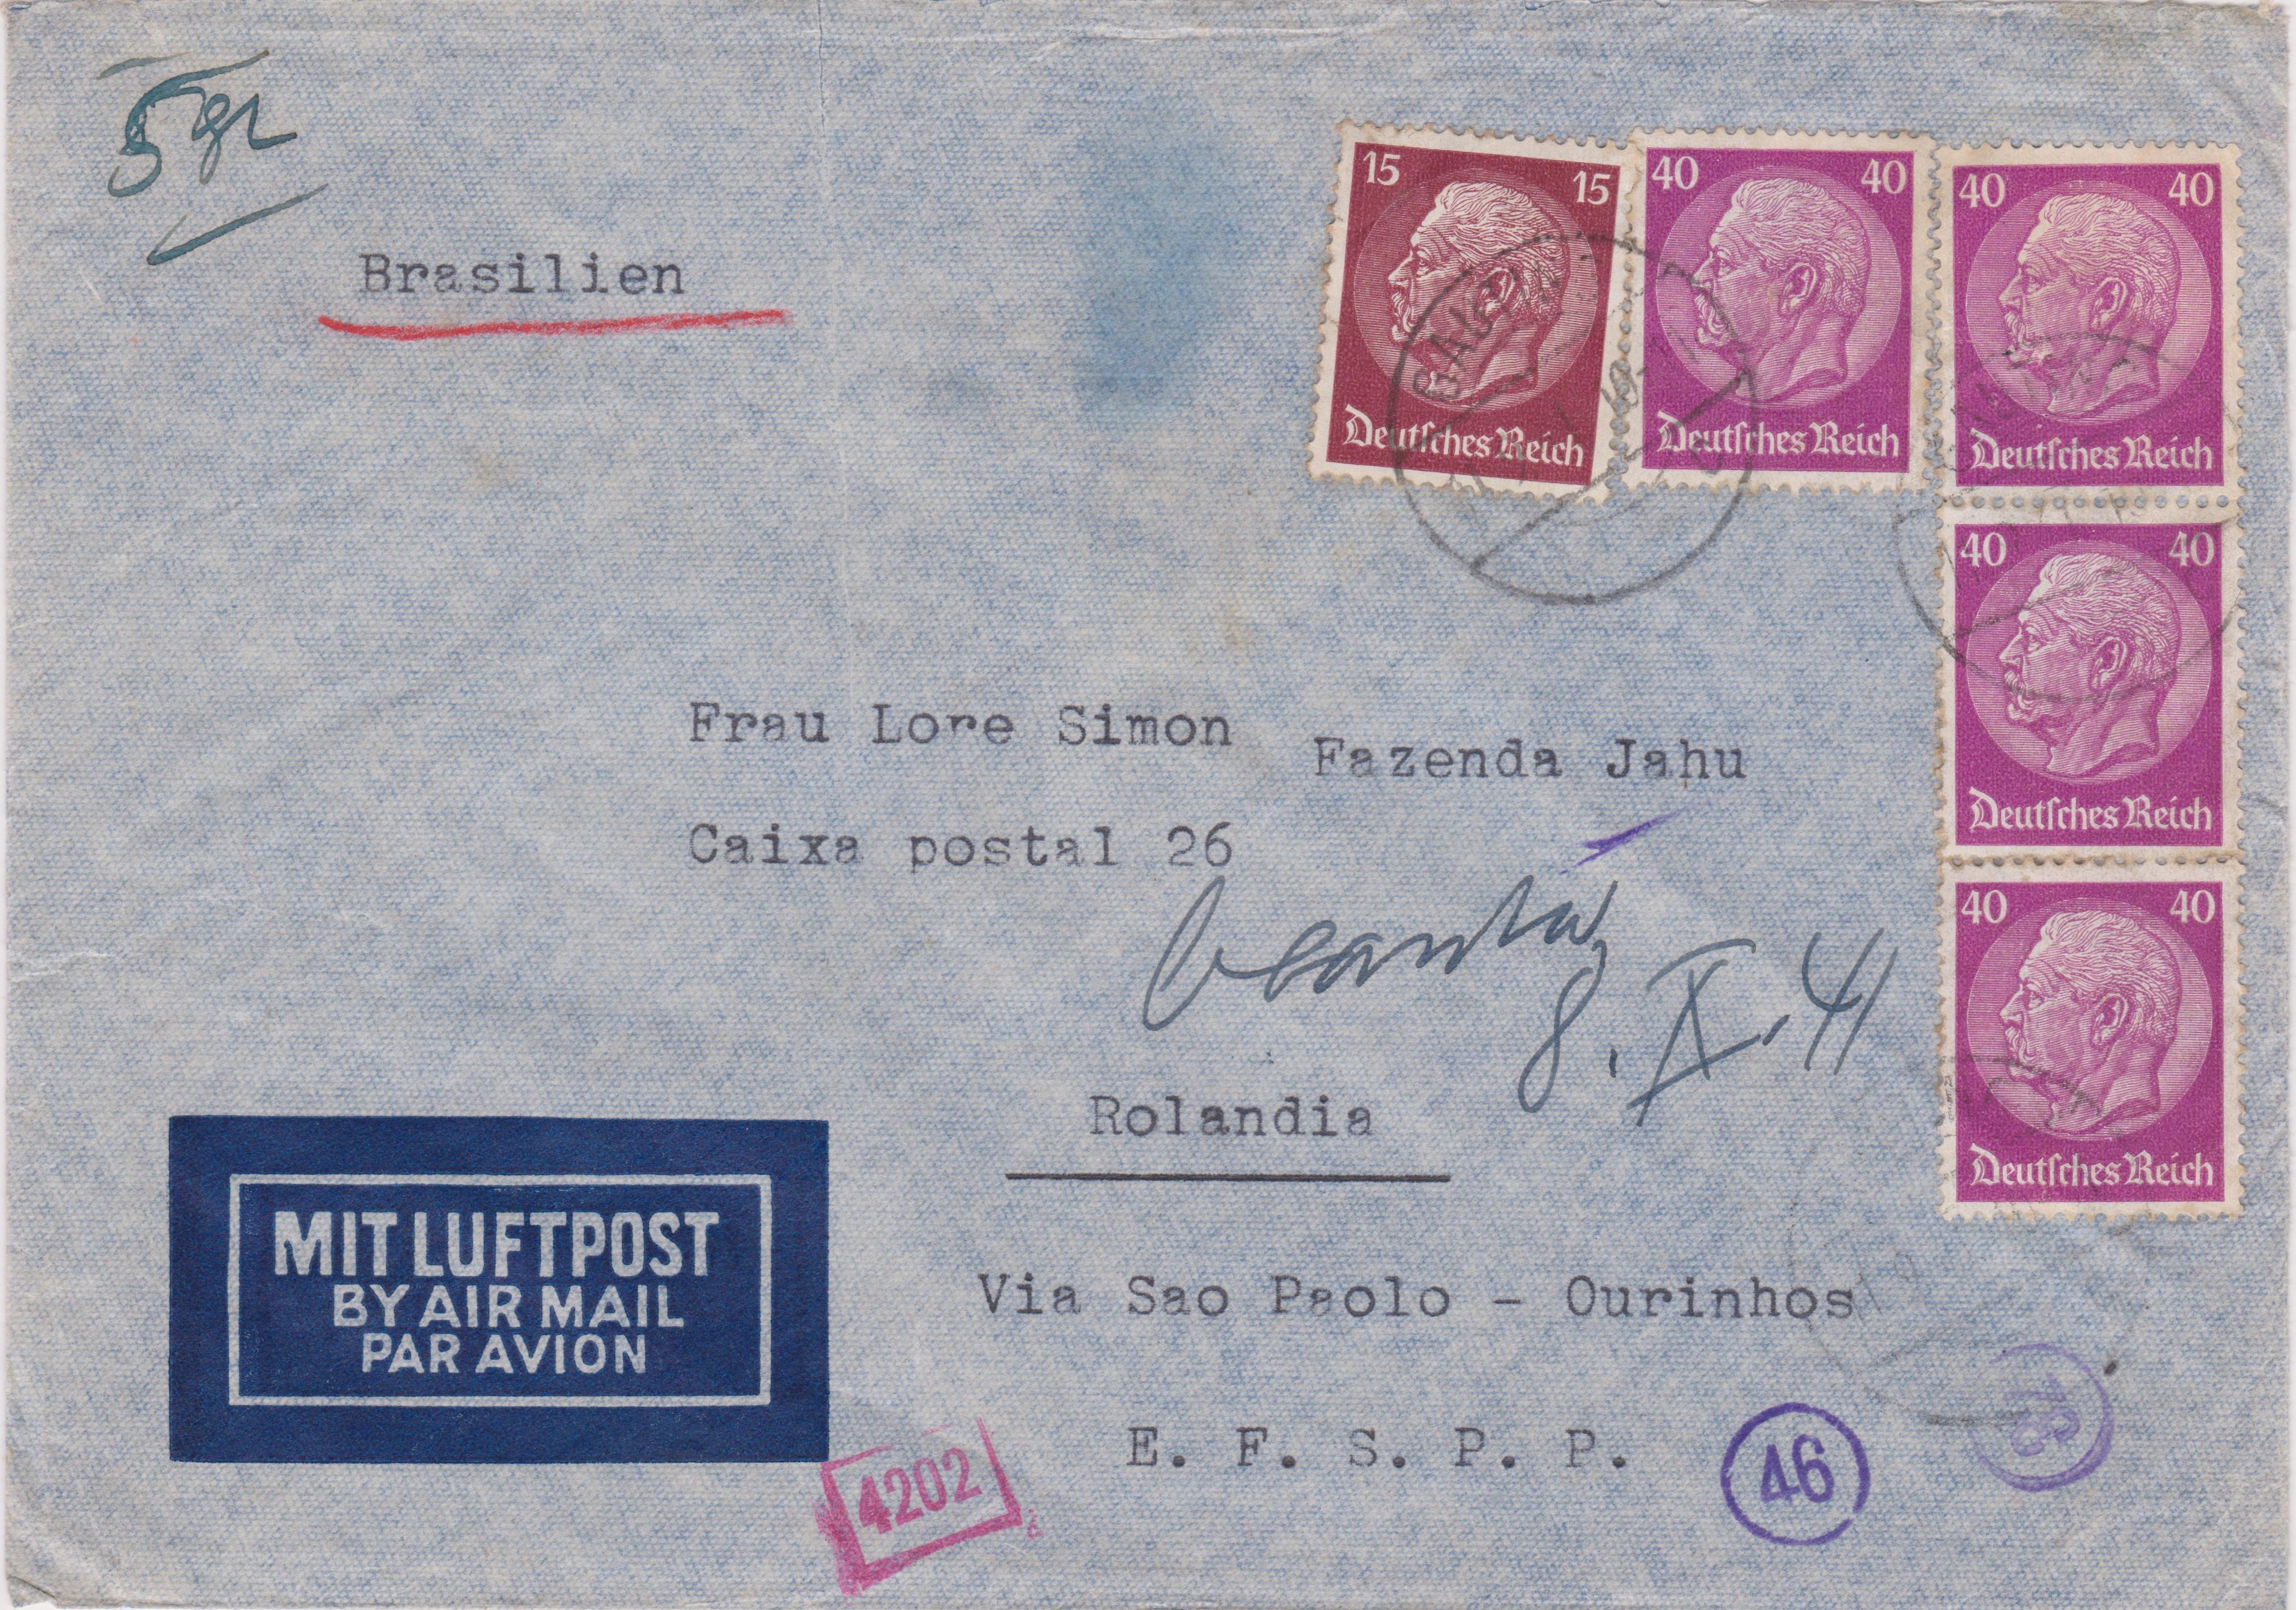 5 gr
Brasilien
15 15
Deutſches Reich
40 40
Deutſches Reich
40 40
Deutſches Reich
40 40
Deutſches Reich
40 40
Deutſches Reich
Frau Lore Simon
Fazenda Jahu
Caixa postal 26
8. X. 41
Rolandia
MIT LUFTPOST
BY AIR MAIL
PAR AVION
Via Sao Paolo - Ourinhos
E. F. S. P. P.
4202
46